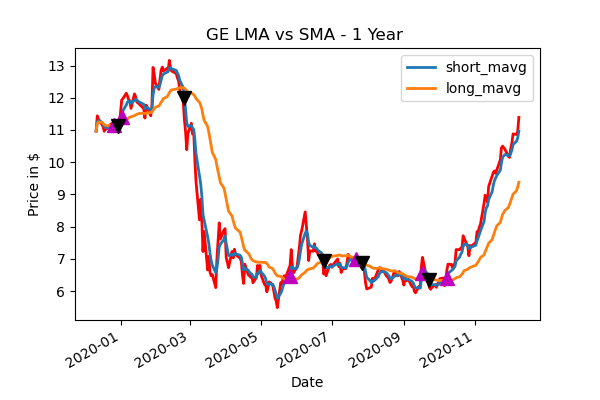 GE LMA vs SMA - 1 Year
short_mavg
long_mavg
13
12
11
10
9
8
7
6
Price in $
2020-01
2020-03
2020-05
2020-07
2020-09
2020-11
Date